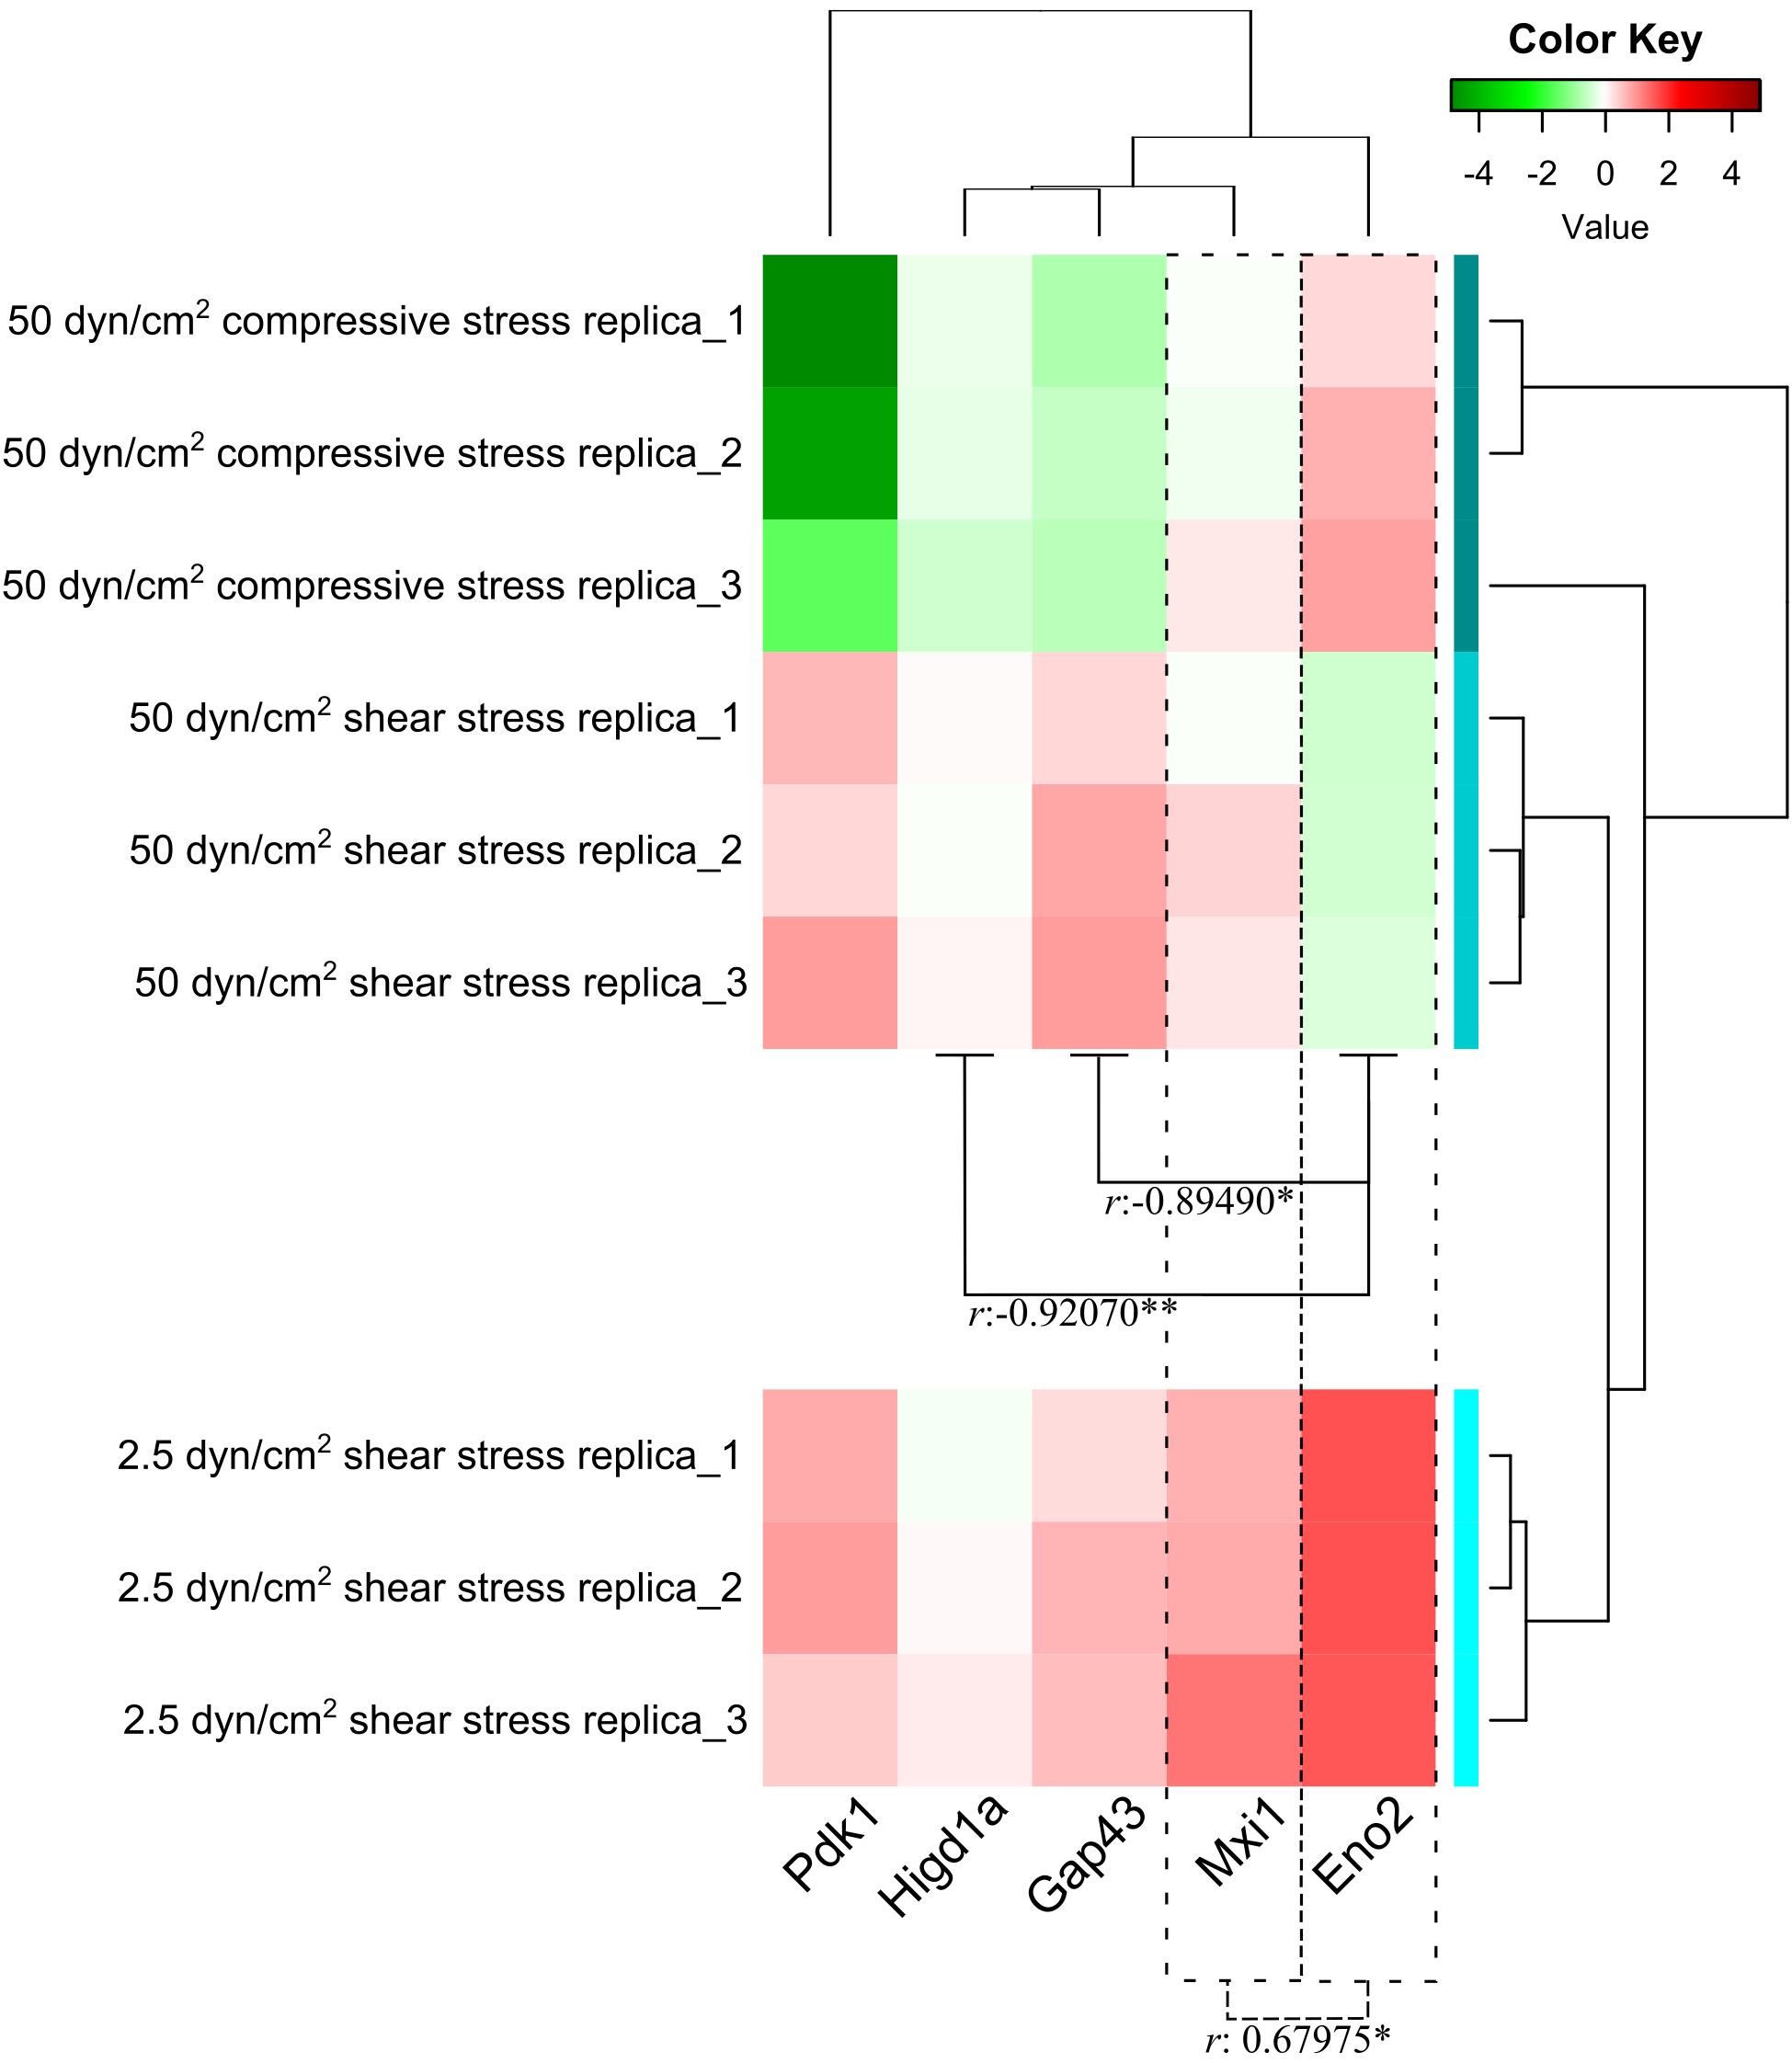 Color Key
-4 -2 0 2 4
Value
50 dyn/cm² compressive stress replica_1
50 dyn/cm² compressive stress replica_2
50 dyn/cm² compressive stress replica_3
50 dyn/cm² shear stress replica_1
50 dyn/cm² shear stress replica_2
50 dyn/cm² shear stress replica_3
r:-0.89490*
r:-0.92070**
2.5 dyn/cm² shear stress replica_1
2.5 dyn/cm² shear stress replica_2
2.5 dyn/cm² shear stress replica_3
Pdk1 Higd1a Gap43 Mxi1 Eno2
r: 0.67975*